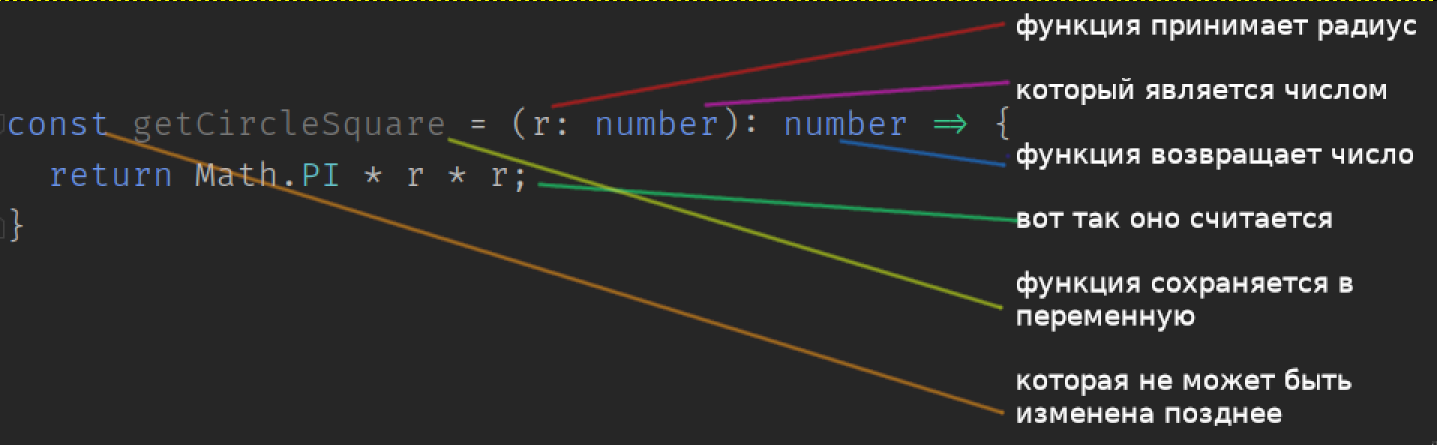 функция принимает радиус
который является числом
const getCircleSquare = (r: number): number ⇒ {
функция возвращает число
return Math.PI * r * r;
вот так оно считается
}
функция сохраняется в
переменную
которая не может быть
изменена позднее